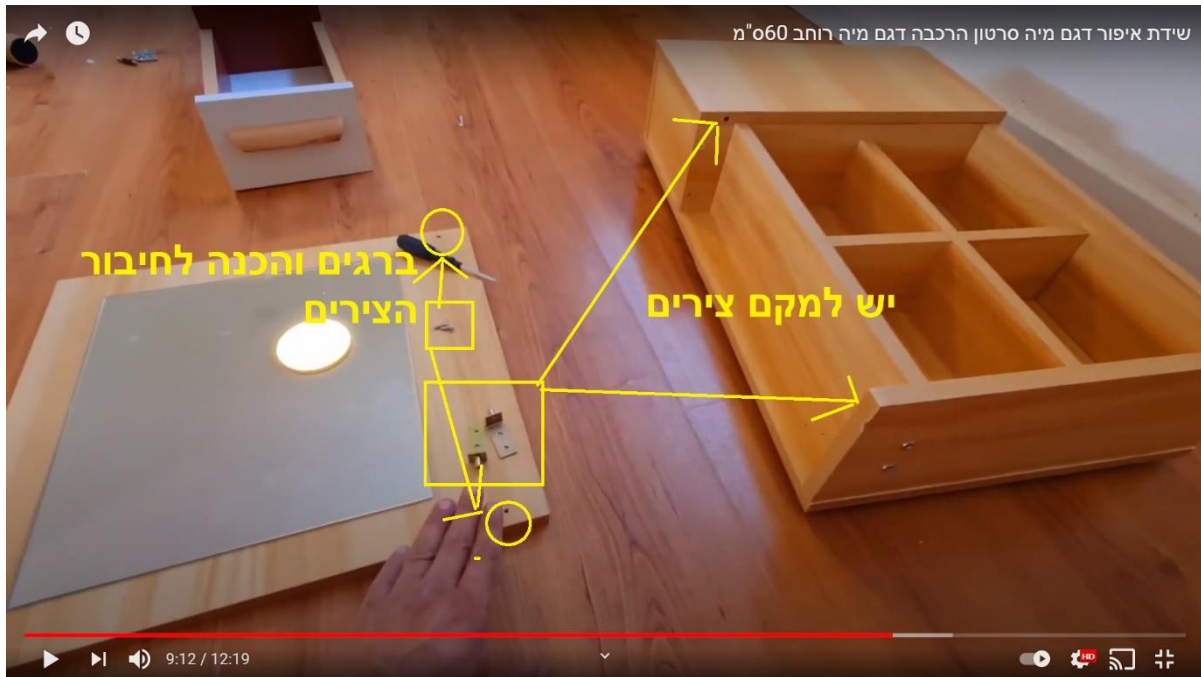 שידת איפור דגם מיה סרטון הרכבה דגם מיה רוחב 60ס"מ
ברגים והכנה לחיבור
הצירים
יש למקם צירים
9:12 / 12:19
HD